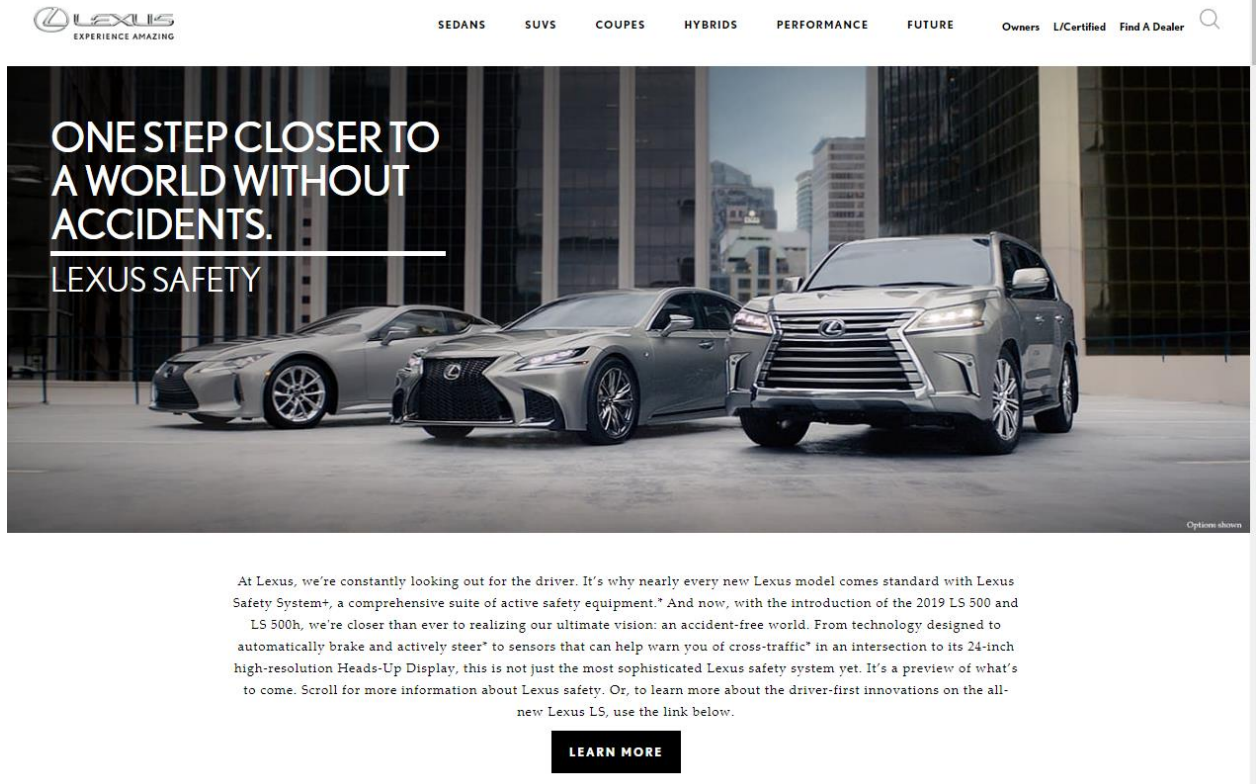 LEXUS
EXPERIENCE AMAZING
SEDANS SUVS COUPES HYBRIDS PERFORMANCE FUTURE Owners L/Certified Find A Dealer
ONE STEP CLOSER TO
A WORLD WITHOUT
ACCIDENTS.
LEXUS SAFETY
Options shown
At Lexus, we're constantly looking out for the driver. It's why nearly every new Lexus model comes standard with Lexus
Safety System+, a comprehensive suite of active safety equipment.* And now, with the introduction of the 2019 LS 500 and
LS 500h, we're closer than ever to realizing our ultimate vision: an accident-free world. From technology designed to
automatically brake and actively steer* to sensors that can help warn you of cross-traffic* in an intersection to its 24-inch
high-resolution Heads-Up Display, this is not just the most sophisticated Lexus safety system yet. It's a preview of what's
to come. Scroll for more information about Lexus safety. Or, to learn more about the driver-first innovations on the all-
new Lexus LS, use the link below.
LEARN MORE